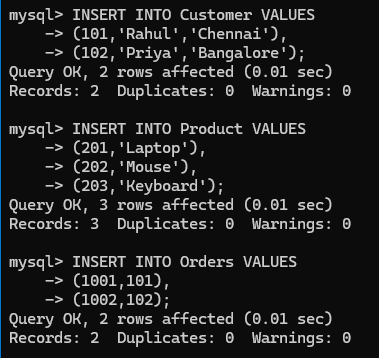 mysql> INSERT INTO Customer VALUES
    -> (101,'Rahul','Chennai'),
    -> (102,'Priya','Bangalore');
Query OK, 2 rows affected (0.01 sec)
Records: 2  Duplicates: 0  Warnings: 0

mysql> INSERT INTO Product VALUES
    -> (201,'Laptop'),
    -> (202,'Mouse'),
    -> (203,'Keyboard');
Query OK, 3 rows affected (0.01 sec)
Records: 3  Duplicates: 0  Warnings: 0

mysql> INSERT INTO Orders VALUES
    -> (1001,101),
    -> (1002,102);
Query OK, 2 rows affected (0.01 sec)
Records: 2  Duplicates: 0  Warnings: 0